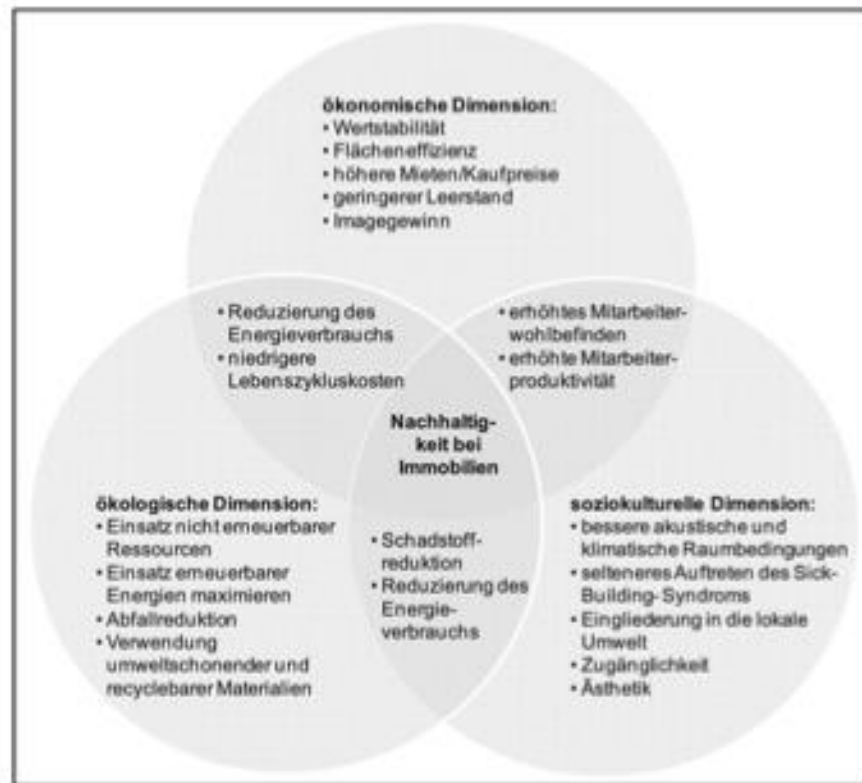 ökonomische Dimension:
• Wertstabilität
• Flächeneffizienz
• höhere Mieten/Kaufpreise
• geringerer Leerstand
• Imagegewinn
• Reduzierung des
Energieverbrauchs
• niedrigere
Lebenszykluskosten
• erhöhtes Mitarbeiter-
wohlbefinden
• erhöhte Mitarbeiter-
produktivität
Nachhaltig-
keit bei
Immobilien
ökologische Dimension:
• Einsatz nicht erneuerbarer
Ressourcen
• Einsatz erneuerbarer
Energien maximieren
• Abfallreduktion
• Verwendung
umweltschonender und
recyclebarer Materialien
• Schadstoff-
reduktion
• Reduzierung des
Energie-
verbrauchs
soziokulturelle Dimension:
• bessere akustische und
klimatische Raumbedingungen
• selteneres Auftreten des Sick-
Building- Syndroms
• Eingliederung in die lokale
Umwelt
• Zugänglichkeit
• Ästhetik